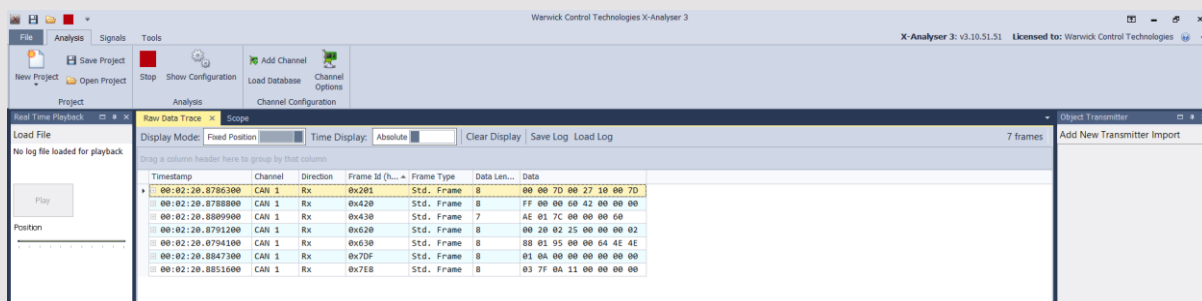 Warwick Control Technologies X-Analyser 3
File Analysis Signals Tools
X-Analyser 3: v3.10.51.51 Licensed to: Warwick Control Technologies
New Project
Save Project
Open Project
Project
Stop
Show Configuration
Analysis
Add Channel
Load Database
Channel Options
Channel Configuration
Real Time Playback
Load File
No log file loaded for playback
Play
Position
Raw Data Trace Scope
Display Mode: Fixed Position Time Display: Absolute Clear Display Save Log Load Log 7 frames
Drag a column header here to group by that column
Timestamp Channel Direction Frame Id (h... Frame Type Data Len... Data
00:02:20.8786300 CAN 1 Rx 0x201 Std. Frame 8 00 00 7D 00 27 10 00 7D
00:02:20.8788800 CAN 1 Rx 0x420 Std. Frame 8 FF 00 00 60 42 00 00 00
00:02:20.8809900 CAN 1 Rx 0x430 Std. Frame 7 AE 01 7C 00 00 00 60
00:02:20.8791200 CAN 1 Rx 0x620 Std. Frame 8 00 20 02 25 00 00 00 02
00:02:20.0794100 CAN 1 Rx 0x630 Std. Frame 8 88 01 95 00 00 64 4E 4E
00:02:20.8847300 CAN 1 Rx 0x7DF Std. Frame 8 01 0A 00 00 00 00 00 00
00:02:20.8851600 CAN 1 Rx 0x7E8 Std. Frame 8 03 7F 0A 11 00 00 00 00
Object Transmitter
Add New Transmitter Import